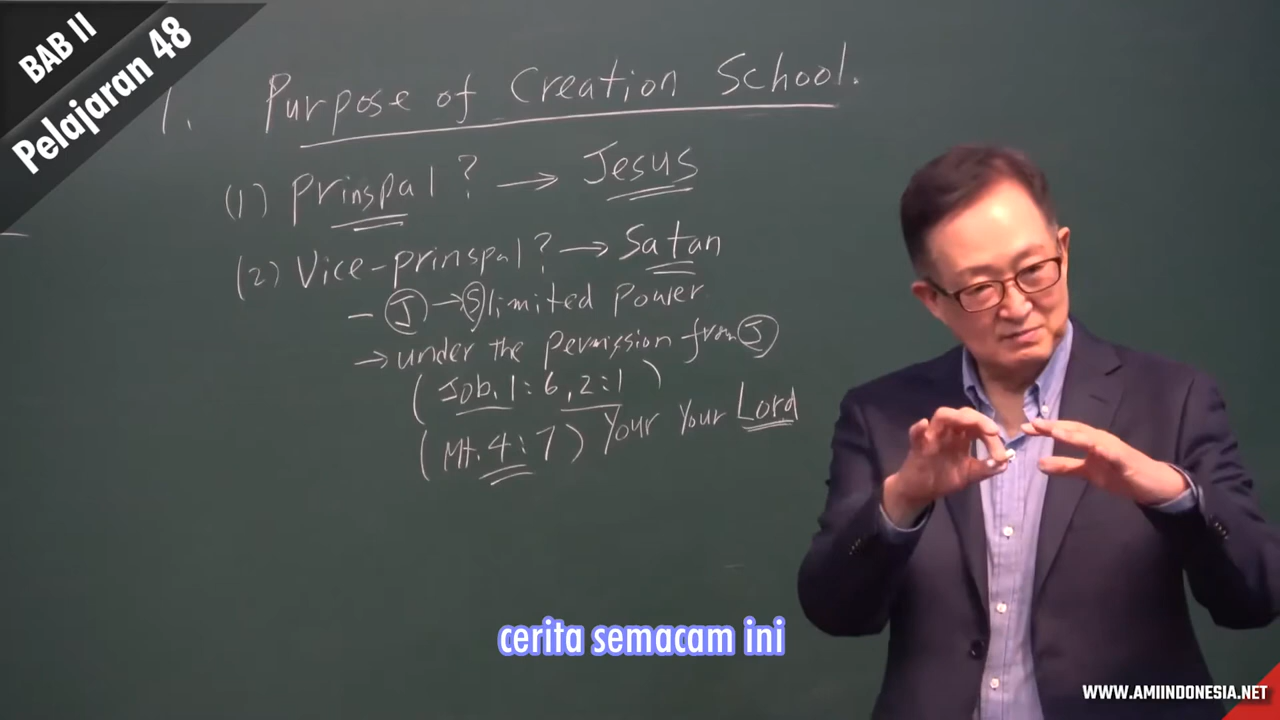 BAB II
Pelajaran 48
1. Purpose of Creation School.
(1) Prinspal? → Jesus
(2) Vice-prinspal? → Satan
- J → S limited Power
→ under the permission from J
(Job. 1:6, 2:1)
(Mt. 4:7) Your Your Lord
cerita semacam ini
WWW.AMIINDONESIA.NET